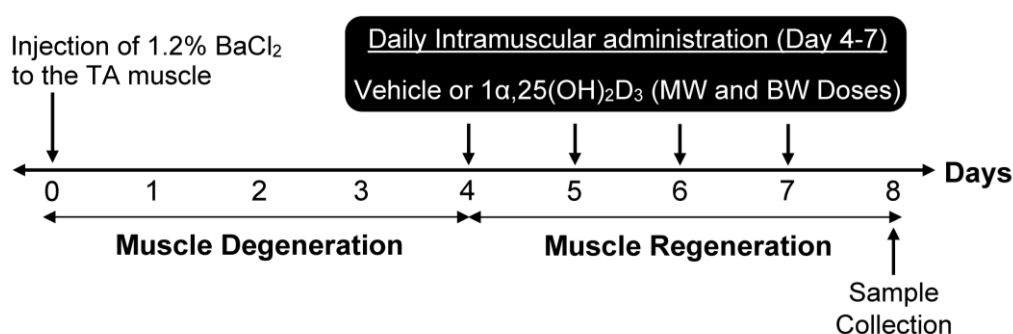 Injection of 1.2% BaCl₂
to the TA muscle
Daily Intramuscular administration (Day 4-7)
Vehicle or 1α,25(OH)₂D₃ (MW and BW Doses)
0 1 2 3 4 5 6 7 8 Days
Muscle Degeneration Muscle Regeneration
Sample
Collection